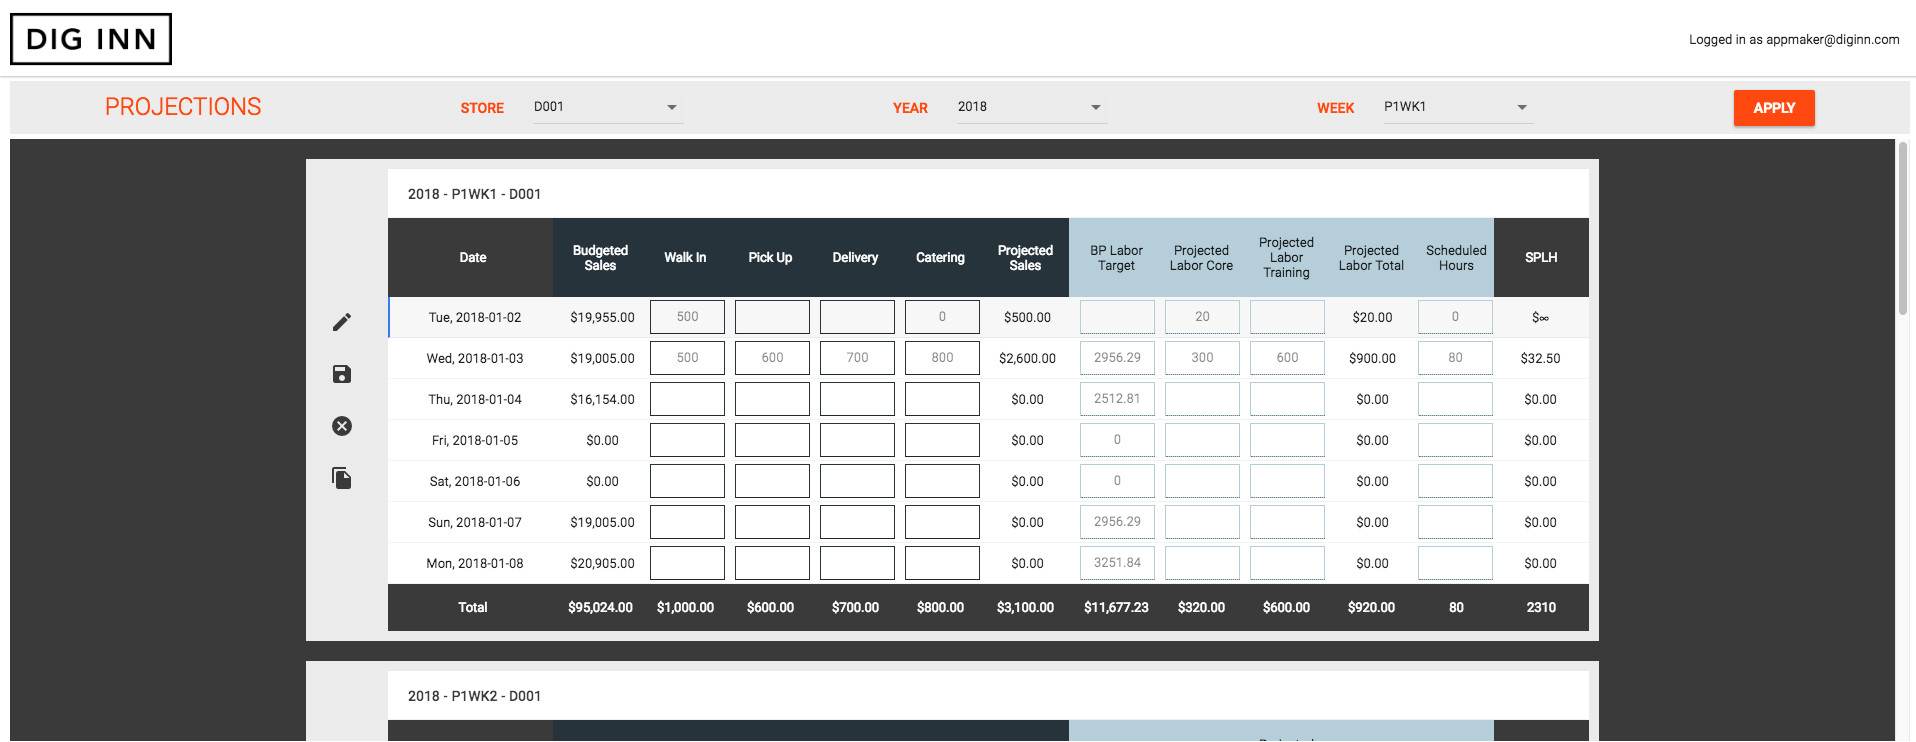 DIG INN
Logged in as appmaker@diginn.com
PROJECTIONS STORE D001 YEAR 2018 WEEK P1WK1 APPLY
2018 - P1WK1 - D001
Date Budgeted Sales Walk In Pick Up Delivery Catering Projected Sales BP Labor Target Projected Labor Core Projected Labor Training Projected Labor Total Scheduled Hours SPLH
Tue, 2018-01-02 $19,955.00 500 0 $500.00 20 $20.00 0 $∞
Wed, 2018-01-03 $19,005.00 500 600 700 800 $2,600.00 2956.29 300 600 $900.00 80 $32.50
Thu, 2018-01-04 $16,154.00 $0.00 2512.81 $0.00 $0.00
Fri, 2018-01-05 $0.00 $0.00 0 $0.00 $0.00
Sat, 2018-01-06 $0.00 $0.00 0 $0.00 $0.00
Sun, 2018-01-07 $19,005.00 $0.00 2956.29 $0.00 $0.00
Mon, 2018-01-08 $20,905.00 $0.00 3251.84 $0.00 $0.00
Total $95,024.00 $1,000.00 $600.00 $700.00 $800.00 $3,100.00 $11,677.23 $320.00 $600.00 $920.00 80 2310
2018 - P1WK2 - D001